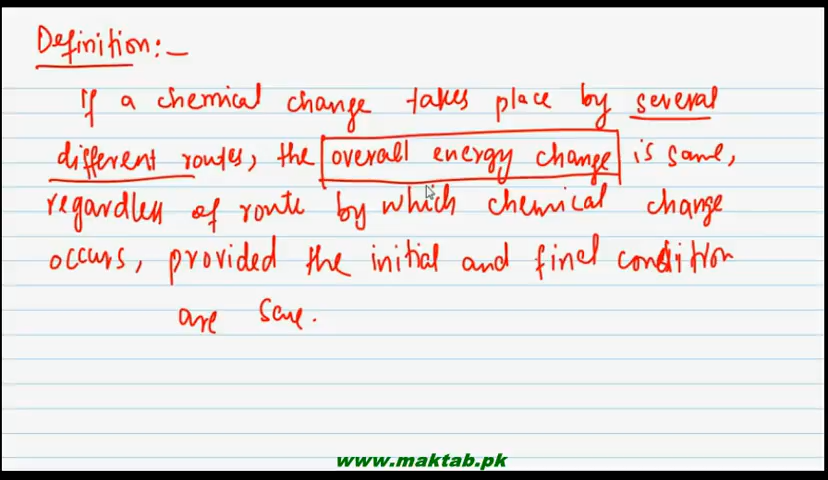 Definition:-
If a chemical change takes place by several
different routes, the overall energy change is same,
regardless of route by which chemical change
occurs, provided the initial and final condition
are same.
www.maktab.pk